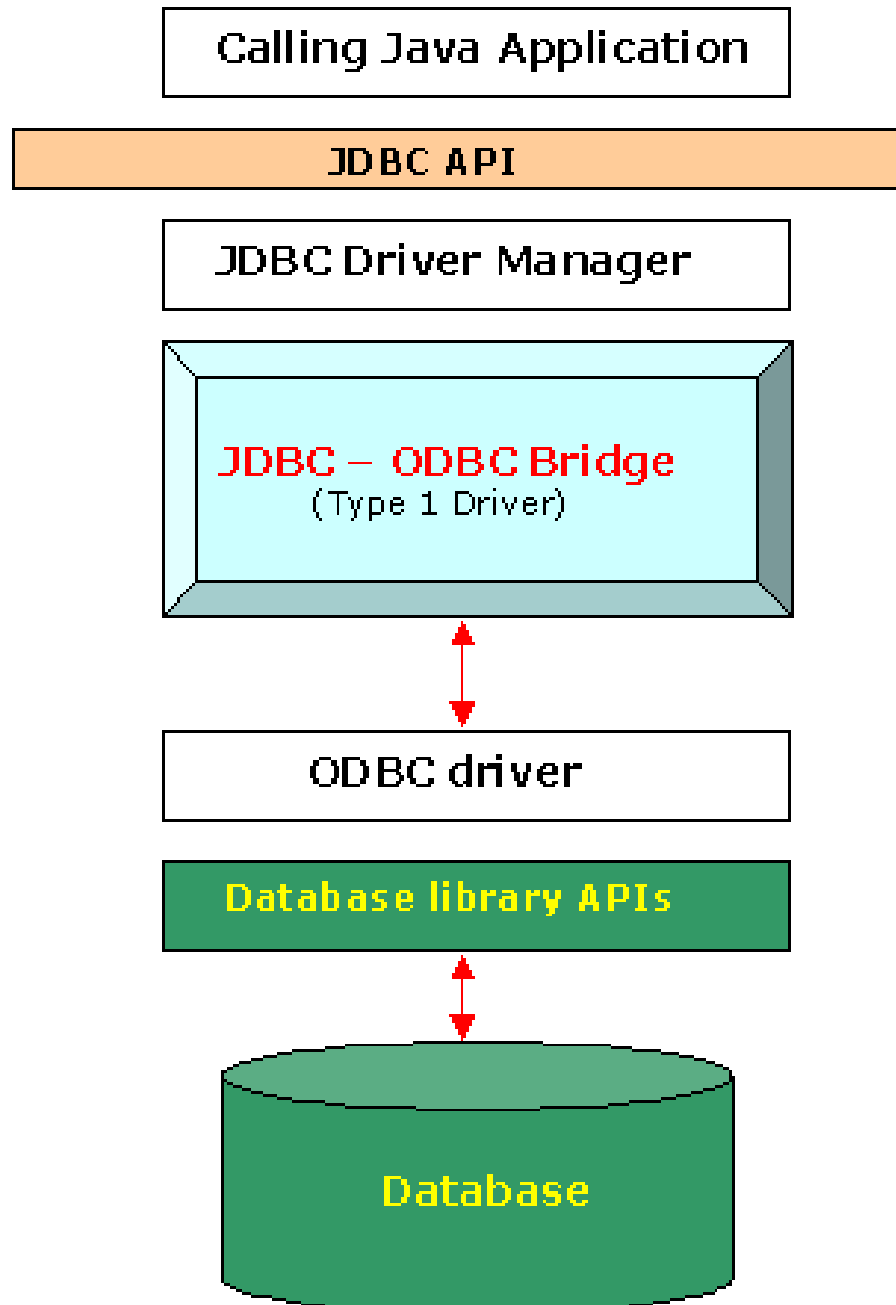 Calling Java Application
JDBC API
JDBC Driver Manager
JDBC – ODBC Bridge
(Type 1 Driver)
ODBC driver
Database library APIs
Database